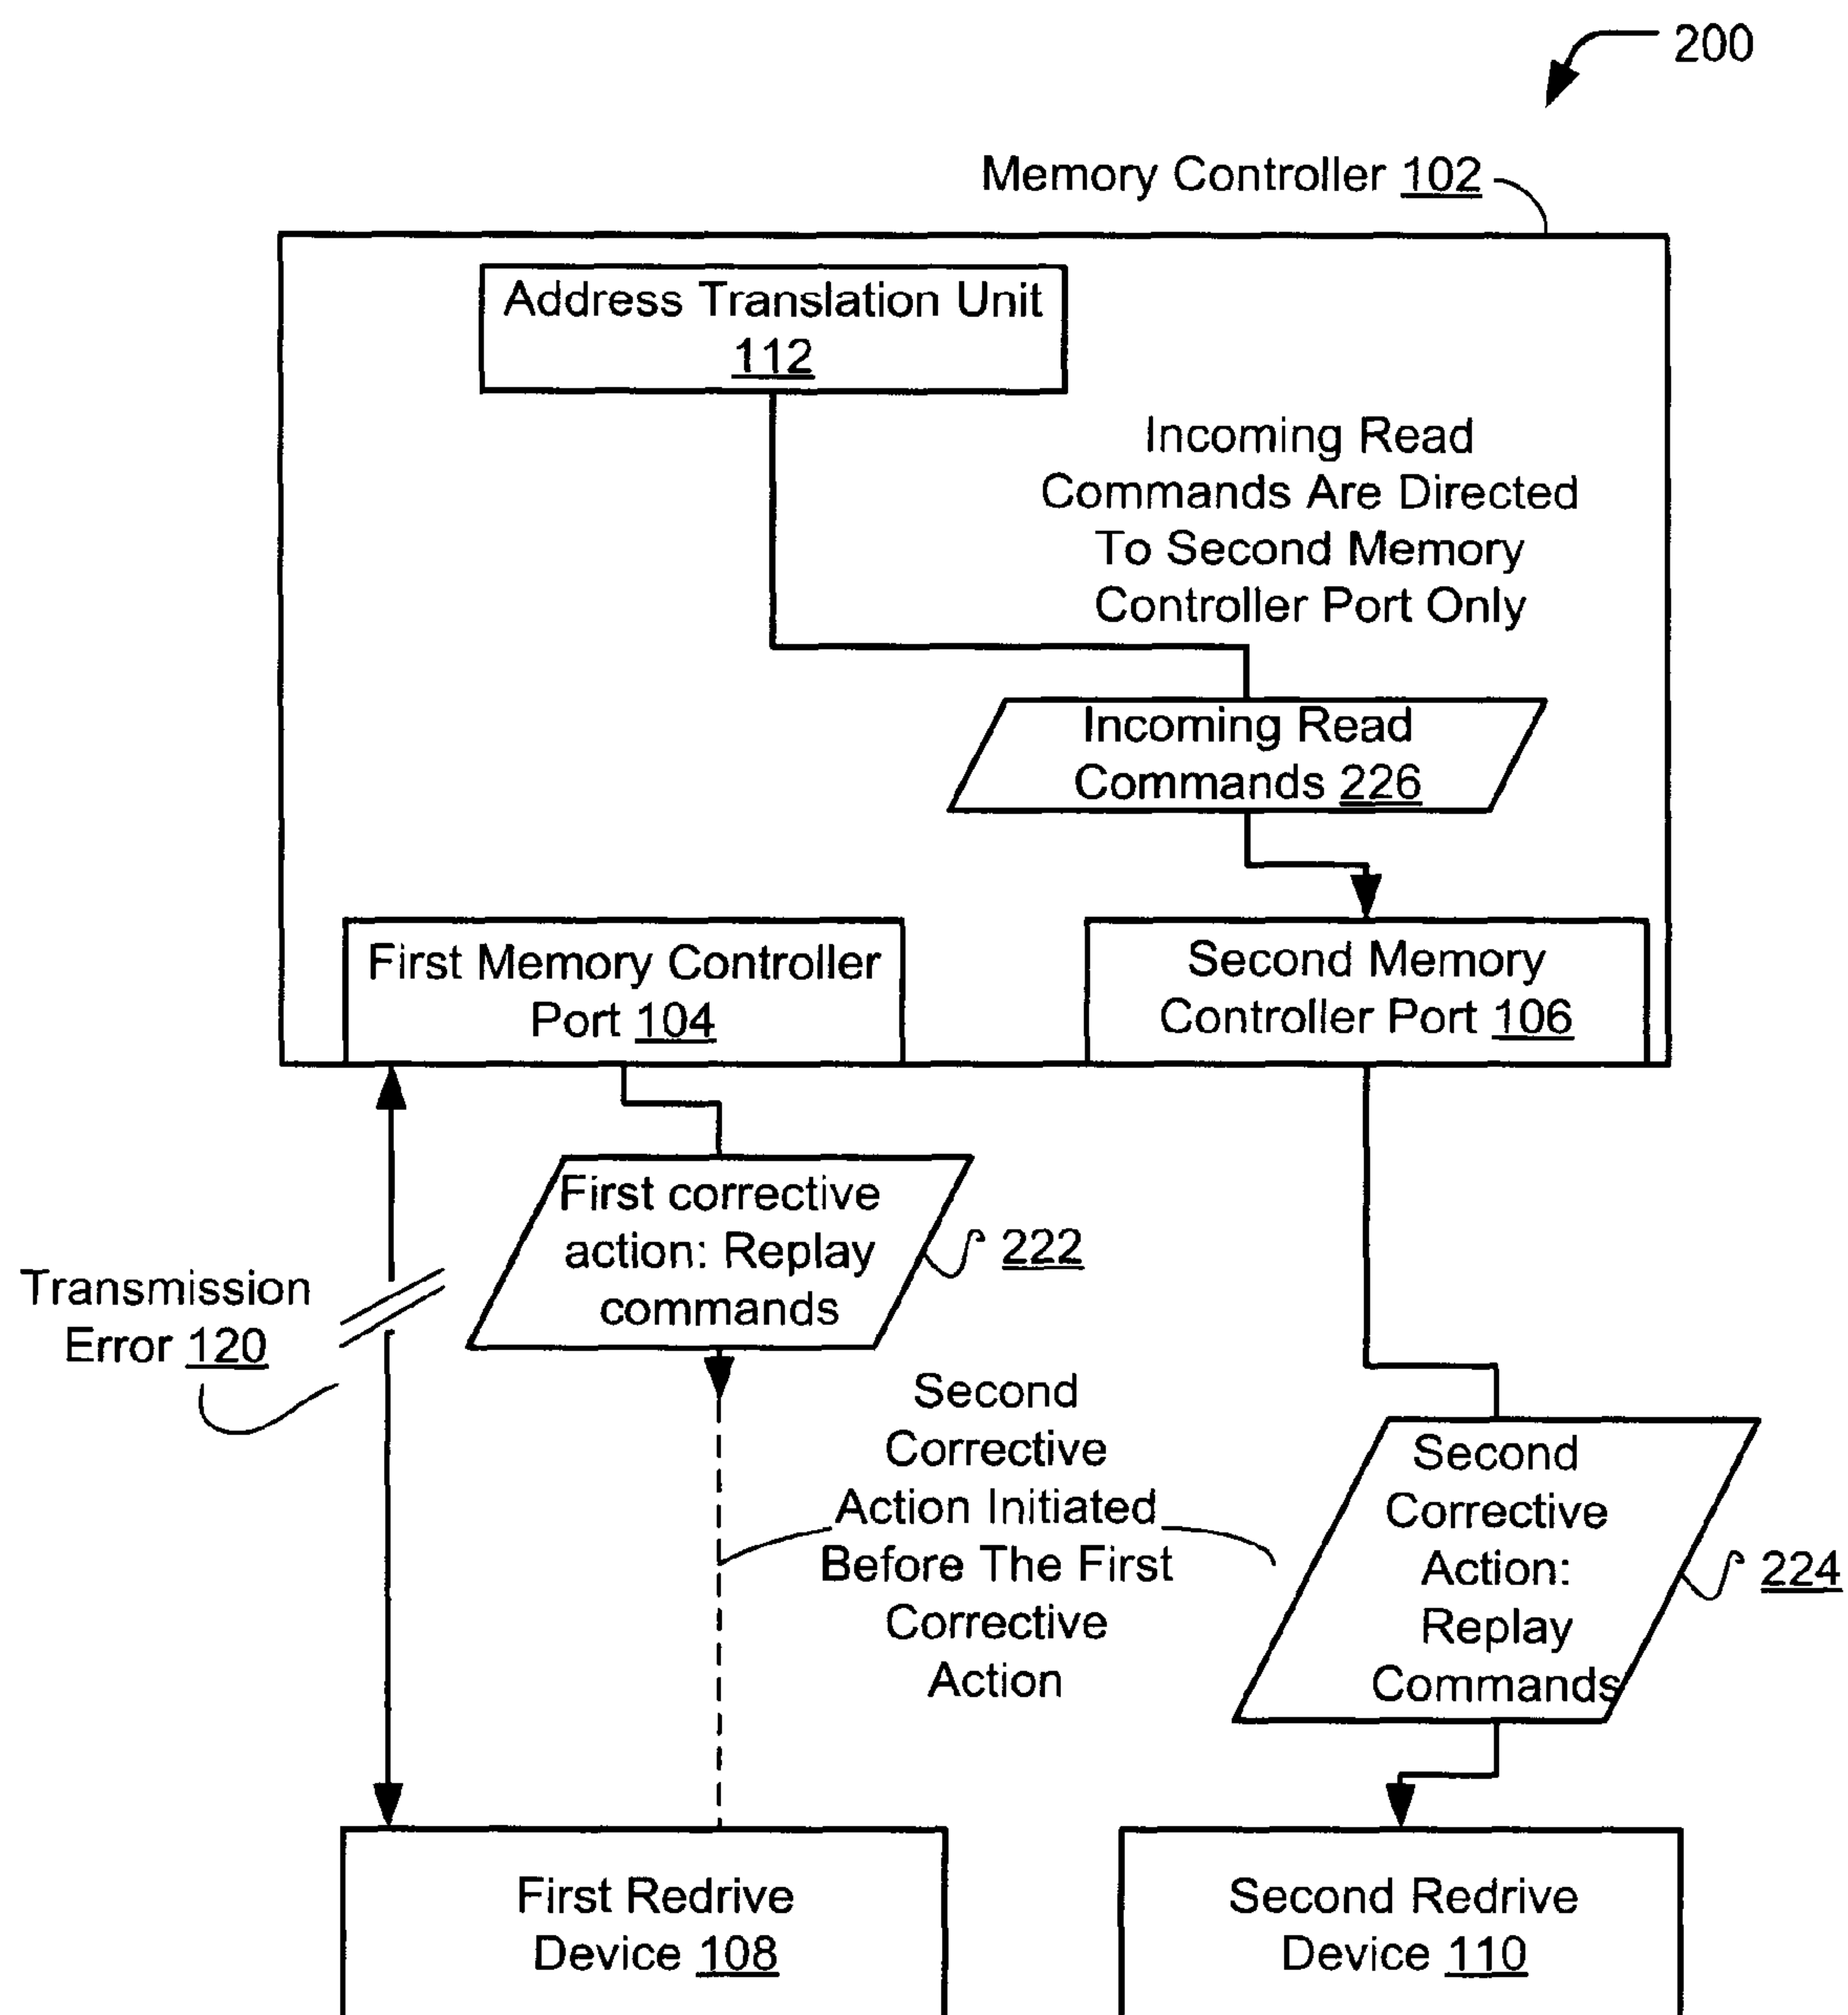 200
Memory Controller 102
Address Translation Unit
112
Incoming Read
Commands Are Directed
To Second Memory
Controller Port Only
Incoming Read
Commands 226
First Memory Controller
Port 104
Second Memory
Controller Port 106
First corrective
action: Replay
commands
222
Transmission
Error 120
Second
Corrective
Action Initiated
Before The First
Corrective
Action
Second
Corrective
Action:
Replay
Commands
224
First Redrive
Device 108
Second Redrive
Device 110